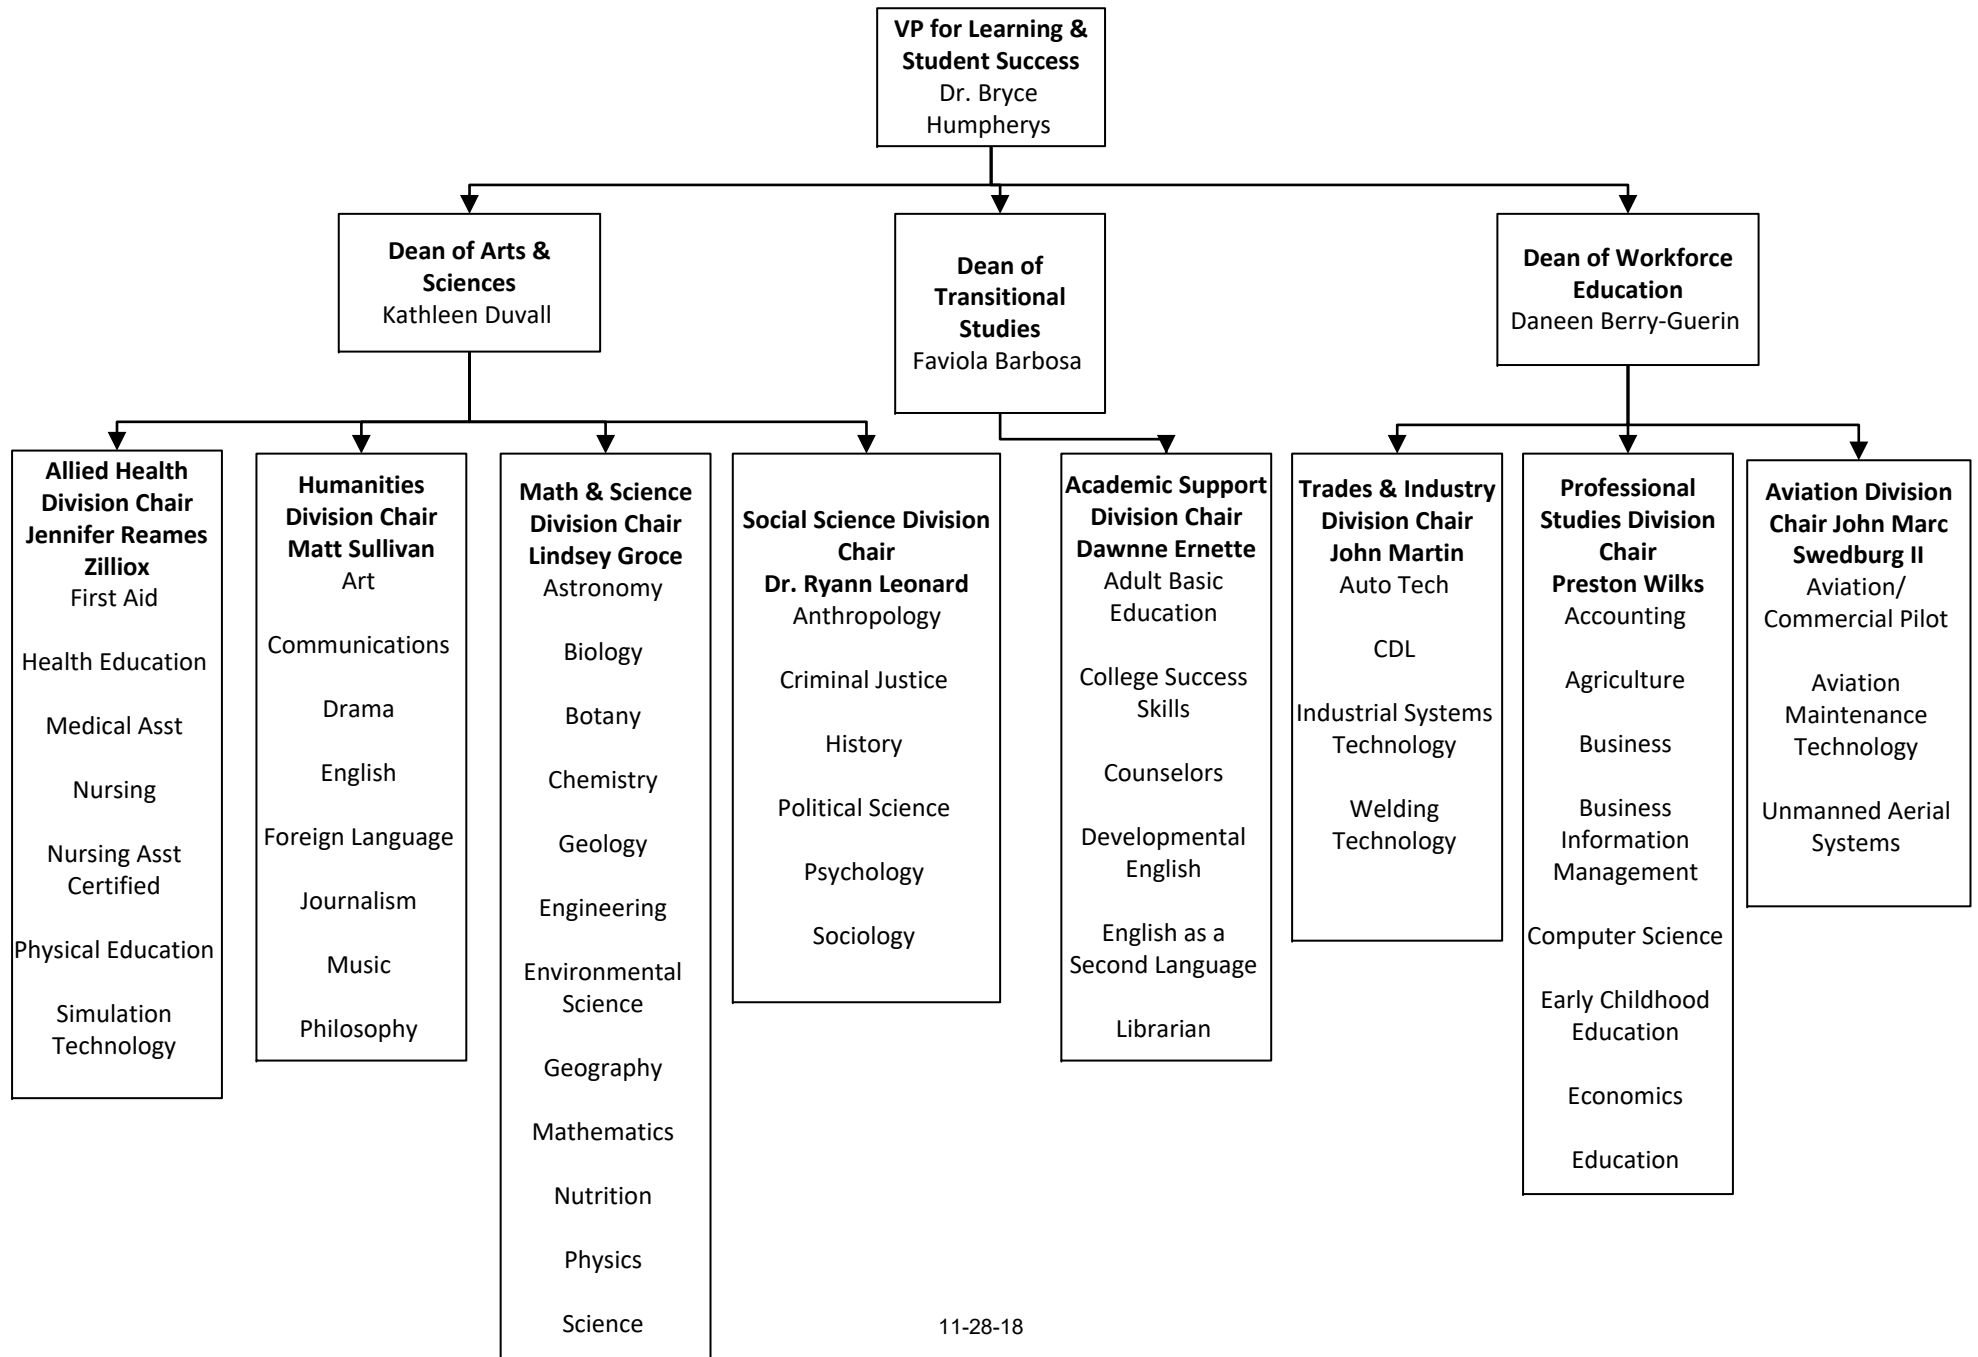 VP for Learning &
Student Success
Dr. Bryce
Humpherys
Dean of Arts &
Sciences
Kathleen Duvall
Dean of
Transitional
Studies
Faviola Barbosa
Dean of Workforce
Education
Daneen Berry-Guerin
Allied Health
Division Chair
Jennifer Reames
Zilliox
First Aid
Health Education
Medical Asst
Nursing
Nursing Asst
Certified
Physical Education
Simulation
Technology
Humanities
Division Chair
Matt Sullivan
Art
Communications
Drama
English
Foreign Language
Journalism
Music
Philosophy
Math & Science
Division Chair
Lindsey Groce
Astronomy
Biology
Botany
Chemistry
Geology
Engineering
Environmental
Science
Geography
Mathematics
Nutrition
Physics
Science
Social Science Division
Chair
Dr. Ryann Leonard
Anthropology
Criminal Justice
History
Political Science
Psychology
Sociology
Academic Support
Division Chair
Dawnne Ernette
Adult Basic
Education
College Success
Skills
Counselors
Developmental
English
English as a
Second Language
Librarian
Trades & Industry
Division Chair
John Martin
Auto Tech
CDL
Industrial Systems
Technology
Welding
Technology
Professional
Studies Division
Chair
Preston Wilks
Accounting
Agriculture
Business
Business
Information
Management
Computer Science
Early Childhood
Education
Economics
Education
Aviation Division
Chair John Marc
Swedburg II
Aviation/
Commercial Pilot
Aviation
Maintenance
Technology
Unmanned Aerial
Systems
11-28-18